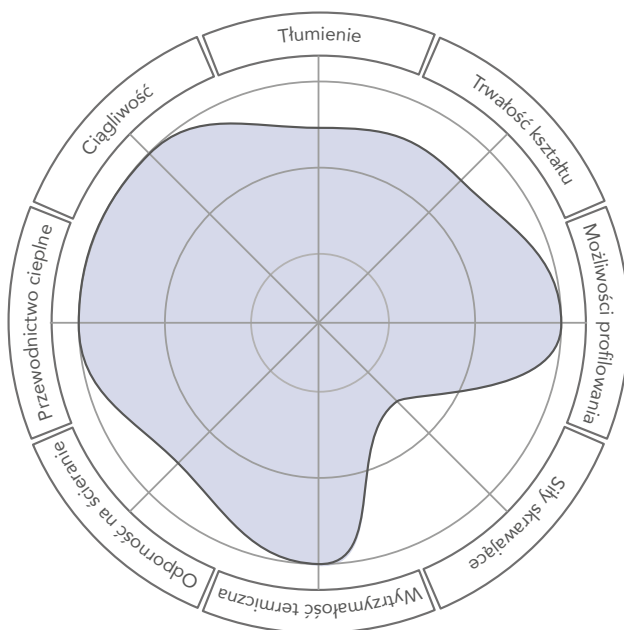 Tłumienie
Trwałość kształtu
Możliwości profilowania
Siły skrawające
Wytrzymałość termiczna
Odporność na ścieranie
Przewodnictwo cieplne
Ciągliwość